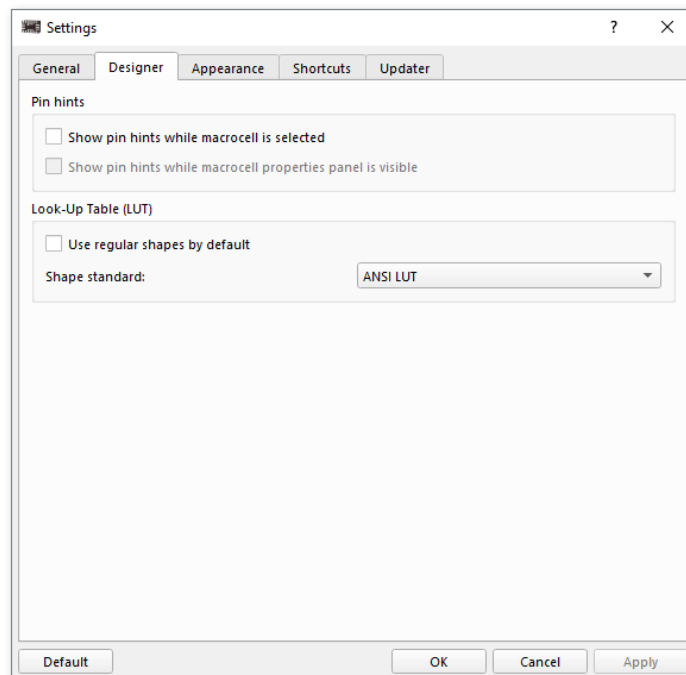 Settings
?
General Designer Appearance Shortcuts Updater
Pin hints
Show pin hints while macrocell is selected
Show pin hints while macrocell properties panel is visible
Look-Up Table (LUT)
Use regular shapes by default
Shape standard: ANSI LUT
Default OK Cancel Apply